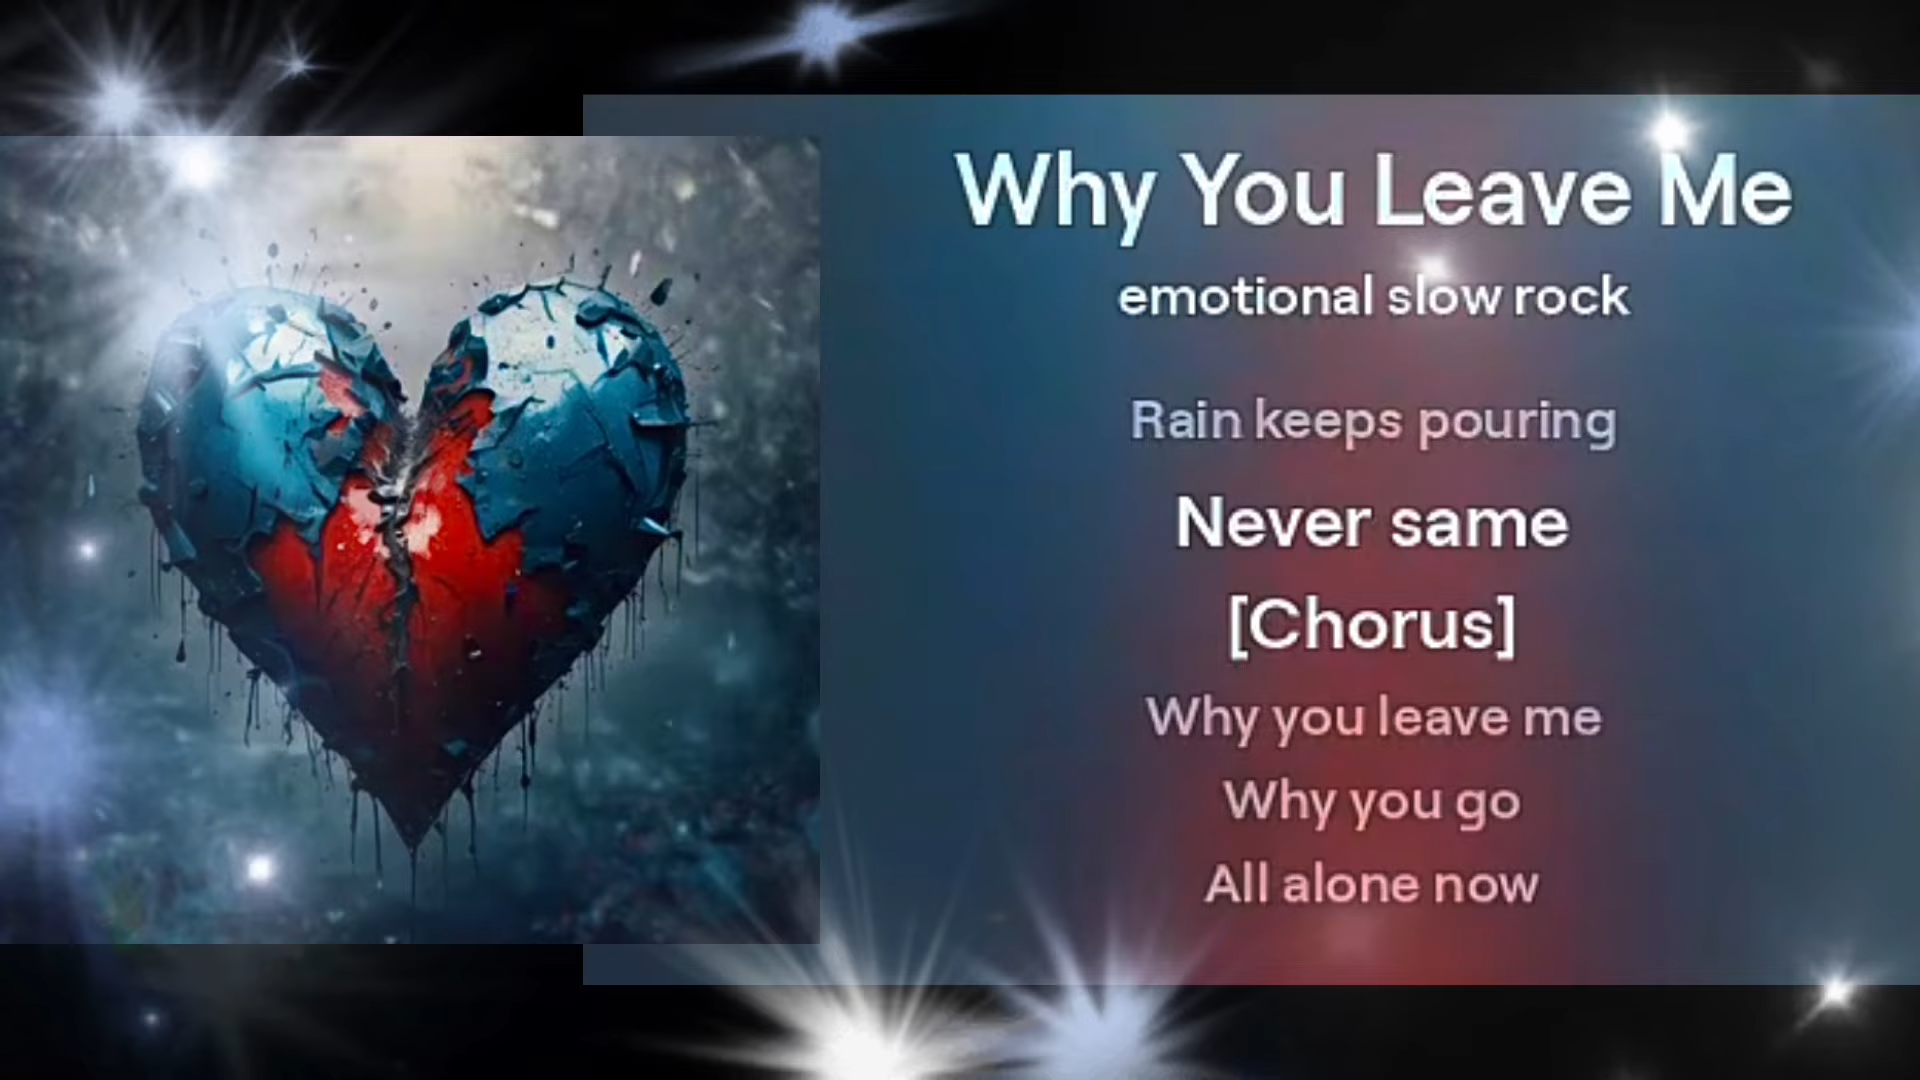 Why You Leave Me
emotional slow rock
Rain keeps pouring
Never same
[Chorus]
Why you leave me
Why you go
All alone now